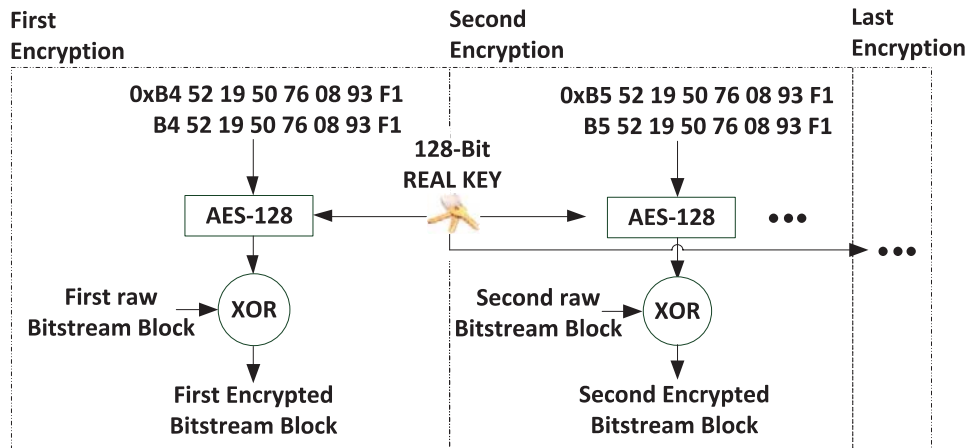 First
Encryption
Second
Encryption
Last
Encryption
0xB4 52 19 50 76 08 93 F1
B4 52 19 50 76 08 93 F1
0xB5 52 19 50 76 08 93 F1
B5 52 19 50 76 08 93 F1
128-Bit
REAL KEY
AES-128
AES-128
●●●
●●●
First raw
Bitstream Block
XOR
Second raw
Bitstream Block
XOR
First Encrypted
Bitstream Block
Second Encrypted
Bitstream Block